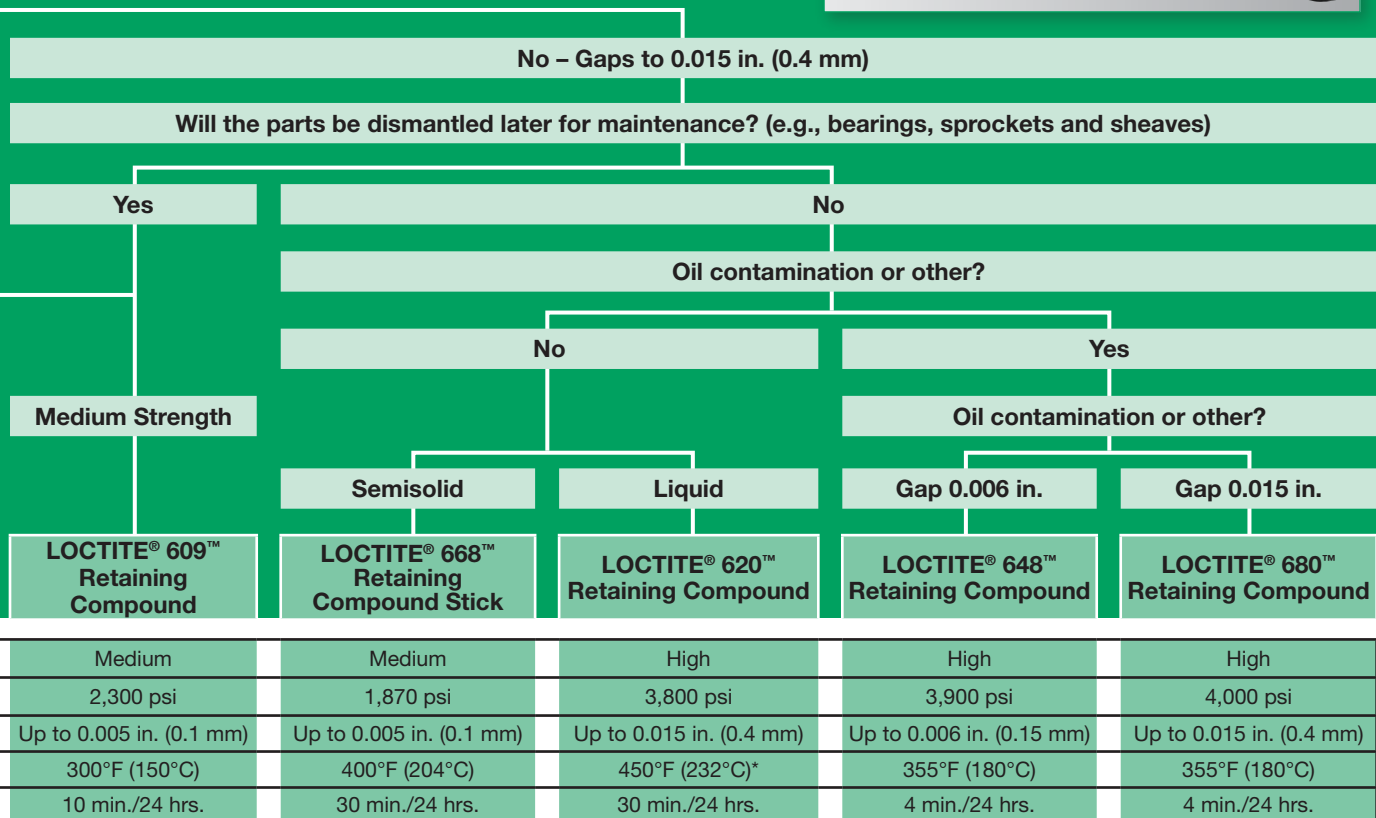 No – Gaps to 0.015 in. (0.4 mm)
Will the parts be dismantled later for maintenance? (e.g., bearings, sprockets and sheaves)
Yes
No
Oil contamination or other?
No
Yes
Medium Strength
Oil contamination or other?
Semisolid
Liquid
Gap 0.006 in.
Gap 0.015 in.
LOCTITE® 609™
Retaining
Compound
LOCTITE® 668™
Retaining
Compound Stick
LOCTITE® 620™
Retaining Compound
LOCTITE® 648™
Retaining Compound
LOCTITE® 680™
Retaining Compound
Medium Medium High High High
2,300 psi 1,870 psi 3,800 psi 3,900 psi 4,000 psi
Up to 0.005 in. (0.1 mm) Up to 0.005 in. (0.1 mm) Up to 0.015 in. (0.4 mm) Up to 0.006 in. (0.15 mm) Up to 0.015 in. (0.4 mm)
300°F (150°C) 400°F (204°C) 450°F (232°C)* 355°F (180°C) 355°F (180°C)
10 min./24 hrs. 30 min./24 hrs. 30 min./24 hrs. 4 min./24 hrs. 4 min./24 hrs.